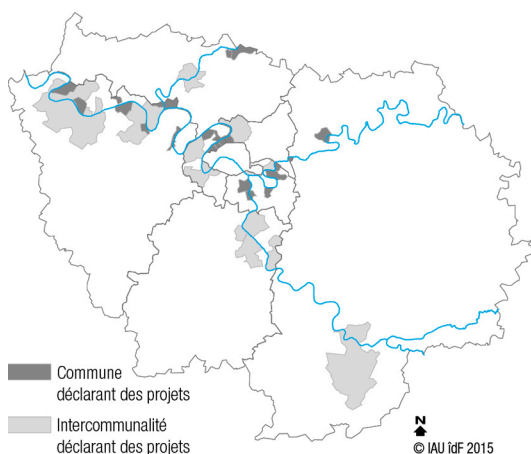 Commune
déclarant des projets
Intercommunalité
déclarant des projets
N
© IAU îdF 2015